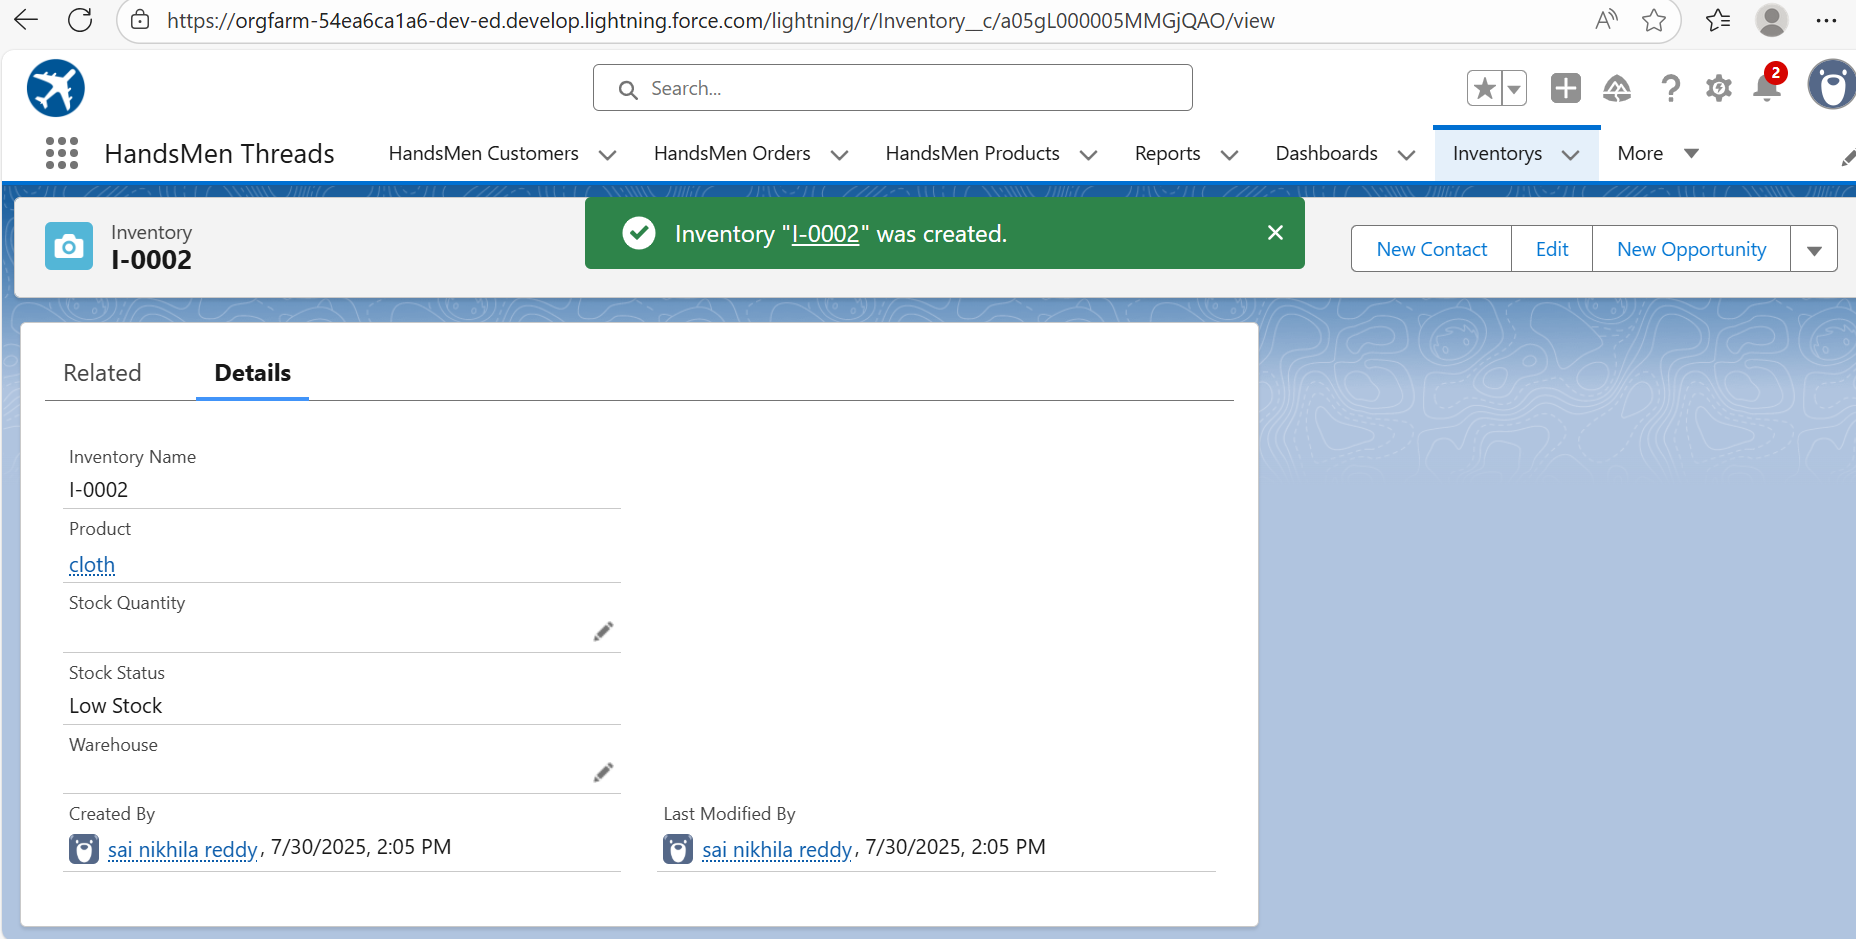 https://orgfarm-54ea6ca1a6-dev-ed.develop.lightning.force.com/lightning/r/Inventory__c/a05gL000005MMGjQAO/view
Search...
2
HandsMen Threads HandsMen Customers HandsMen Orders HandsMen Products Reports Dashboards Inventorys More
Inventory
I-0002
Inventory "I-0002" was created.
New Contact Edit New Opportunity
Related Details
Inventory Name
I-0002
Product
cloth
Stock Quantity
Stock Status
Low Stock
Warehouse
Created By
sai nikhila reddy, 7/30/2025, 2:05 PM
Last Modified By
sai nikhila reddy, 7/30/2025, 2:05 PM